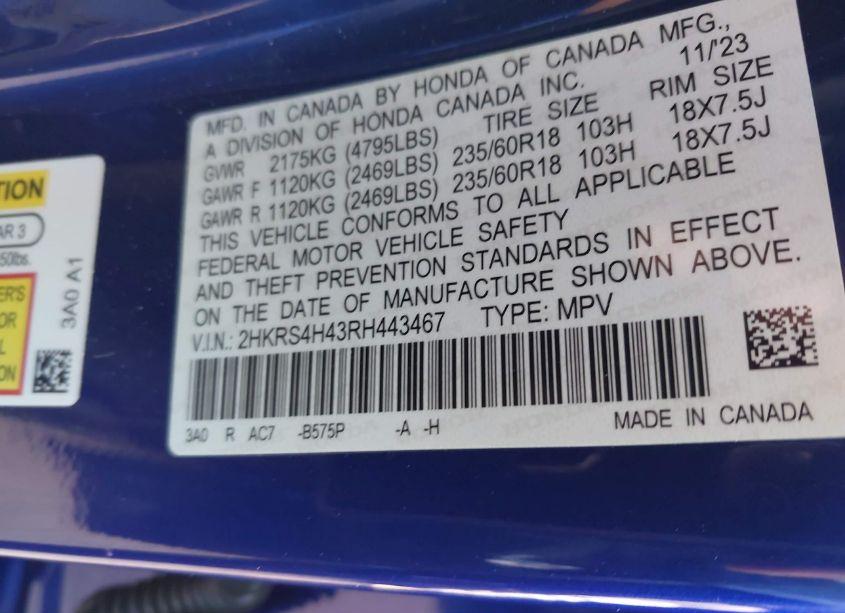 MFD. IN CANADA BY HONDA OF CANADA MFG.,
A DIVISION OF HONDA CANADA INC. 11/'23
GVWR 2175KG (4795LBS) TIRE SIZE RIM SIZE
GAWR F 1120KG (2469LBS) 235/60R18 103H 18X7.5J
GAWR R 1120KG (2469LBS) 235/60R18 103H 18X7.5J
THIS VEHICLE CONFORMS TO ALL APPLICABLE
FEDERAL MOTOR VEHICLE SAFETY
AND THEFT PREVENTION STANDARDS IN EFFECT
ON THE DATE OF MANUFACTURE SHOWN ABOVE.
V.I.N.: 2HKRS4H43RH443467 TYPE: MPV
3A0 R AC7 -B575P -A -H
MADE IN CANADA
3A0 A1